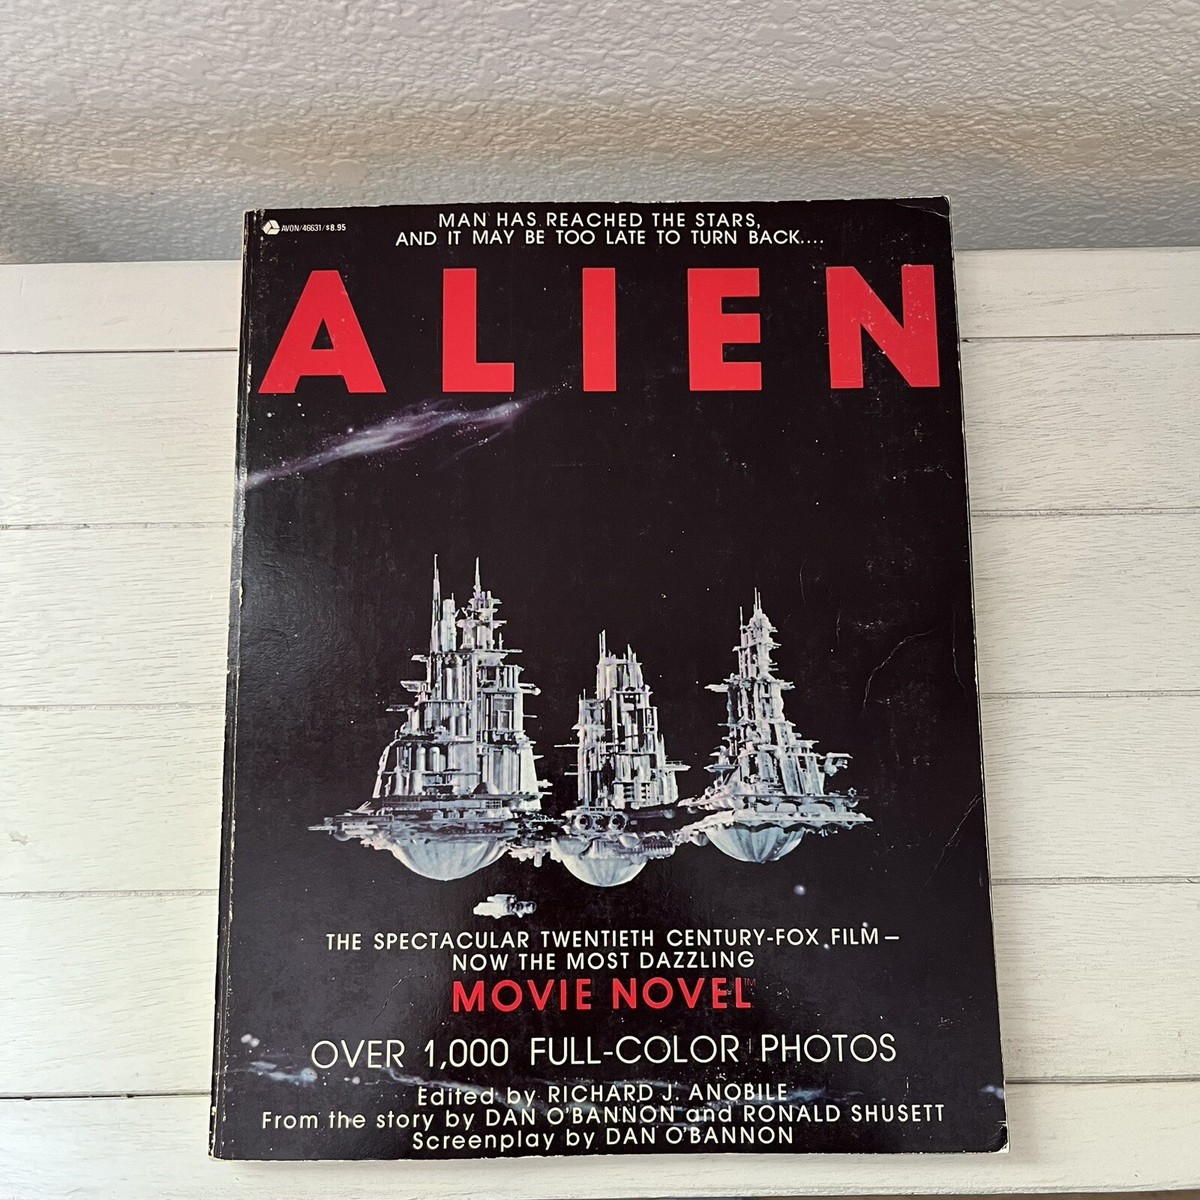 AVON/46631/$8.95
MAN HAS REACHED THE STARS,
AND IT MAY BE TOO LATE TO TURN BACK....
ALIEN
THE SPECTACULAR TWENTIETH CENTURY-FOX FILM—
NOW THE MOST DAZZLING
MOVIE NOVEL™
OVER 1,000 FULL-COLOR PHOTOS
Edited by RICHARD J. ANOBILE
From the story by DAN O'BANNON and RONALD SHUSETT
Screenplay by DAN O'BANNON